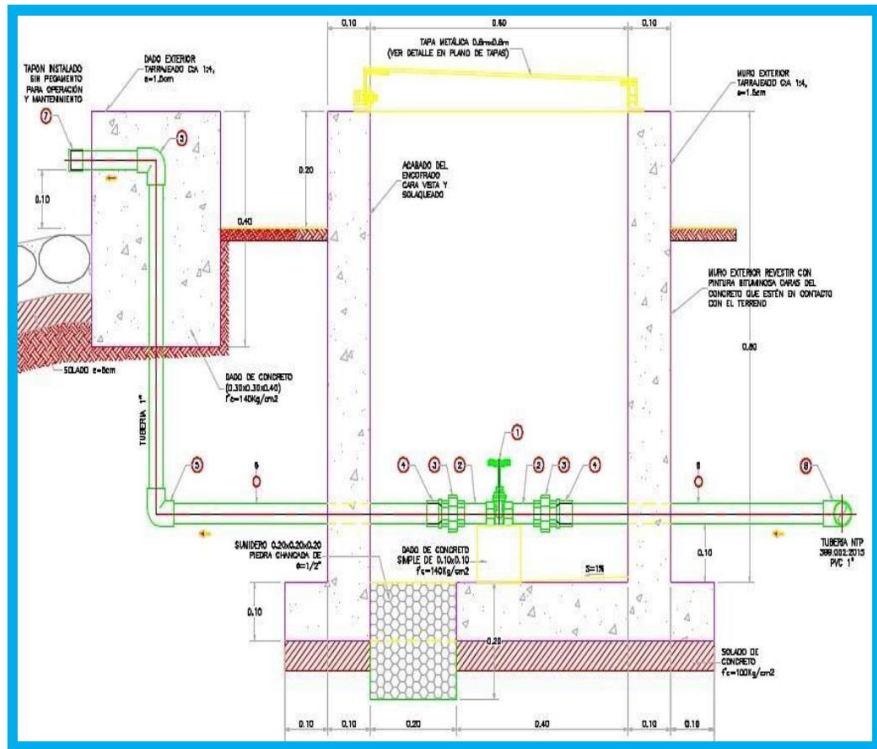 0.10
0.60
0.10
TAPA METÁLICA 0.6mx0.6m
(VER DETALLE EN PLANO DE TAPAS)
TAPON INSTALADO
SIN PEGAMENTO
PARA OPERACIÓN
Y MANTENIMIENTO
DADO EXTERIOR
TARRAJEADO C:A 1:4,
e=1.5cm
MURO EXTERIOR
TARRAJEADO C:A 1:4,
e=1.5cm
7
3
0.20
ACABADO DEL
ENCOFRADO
CARA VISTA Y
SOLAQUEADO
0.10
0.40
MURO EXTERIOR REVESTIR CON
PINTURA BITUMINOSA CARAS DEL
CONCRETO QUE ESTÉN EN CONTACTO
CON EL TERRENO
0.80
SOLADO e=5cm
DADO DE CONCRETO
(0.30x0.30x0.40)
f'c=140Kg/cm2
TUBERIA 1"
1
5
6
4
3
2
2
3
4
6
8
SUMIDERO 0.20x0.20x0.20
PIEDRA CHANCADA DE
Ø=1/2"
DADO DE CONCRETO
SIMPLE DE 0.10x0.10
f'c=140Kg/cm2
S=1%
0.10
TUBERIA NTP
399.002:2015
PVC 1"
0.10
0.20
SOLADO DE
CONCRETO
f'c=100Kg/cm2
0.10
0.10
0.20
0.40
0.10
0.10